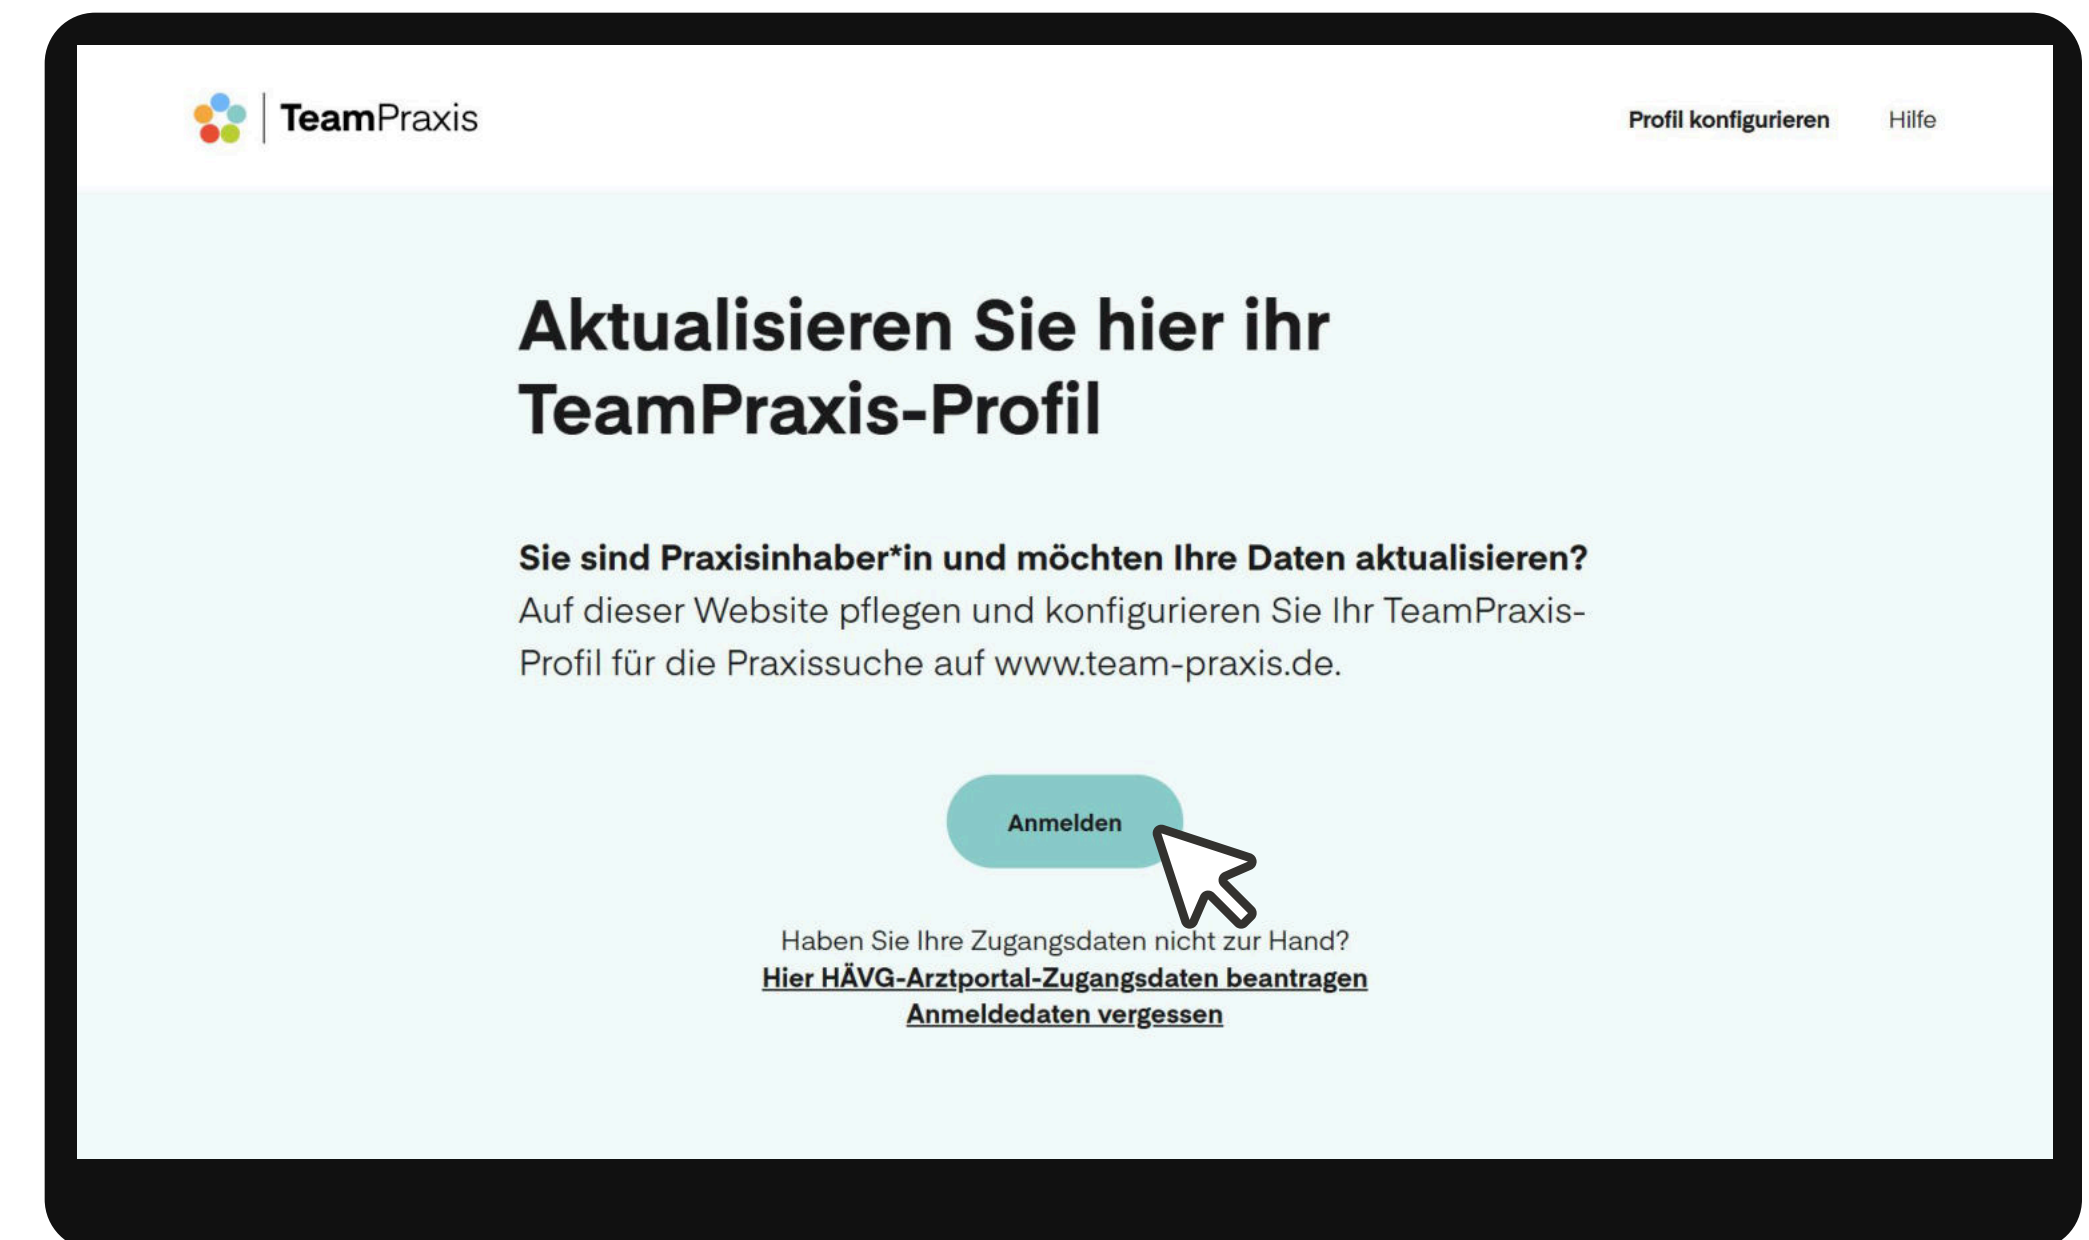 TeamPraxis
Profil konfigurieren
Hilfe
Aktualisieren Sie hier ihr
TeamPraxis-Profil
Sie sind Praxisinhaber*in und möchten Ihre Daten aktualisieren?
Auf dieser Website pflegen und konfigurieren Sie Ihr TeamPraxis-
Profil für die Praxissuche auf www.team-praxis.de.
Anmelden
Haben Sie Ihre Zugangsdaten nicht zur Hand?
Hier HÄVG-Arztportal-Zugangsdaten beantragen
Anmeldedaten vergessen